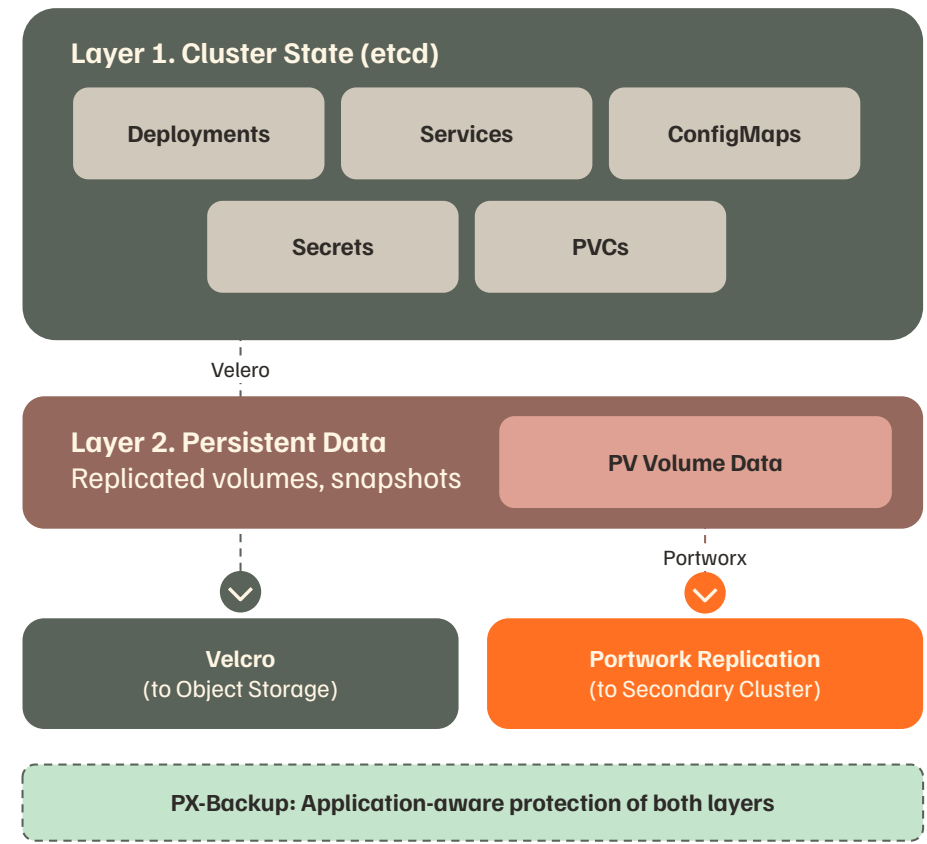 Layer 1. Cluster State (etcd)
Deployments
Services
ConfigMaps
Secrets
PVCs
Velero
Layer 2. Persistent Data
Replicated volumes, snapshots
PV Volume Data
Portworx
Velcro
(to Object Storage)
Portwork Replication
(to Secondary Cluster)
PX-Backup: Application-aware protection of both layers